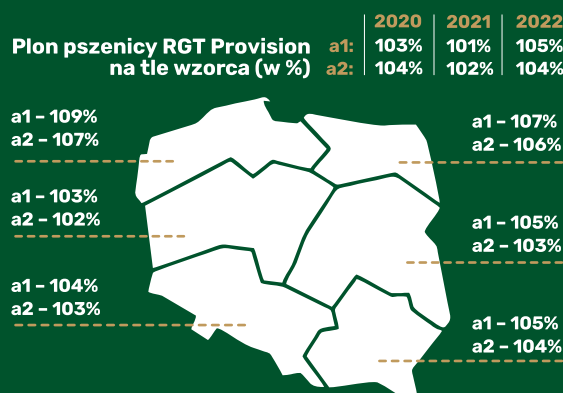 2020 2021 2022
Plon pszenicy RGT Provision a1: 103% 101% 105%
na tle wzorca (w %) a2: 104% 102% 104%
a1 – 109%
a2 – 107%
a1 – 107%
a2 – 106%
a1 – 103%
a2 – 102%
a1 – 105%
a2 – 103%
a1 – 104%
a2 – 103%
a1 – 105%
a2 – 104%